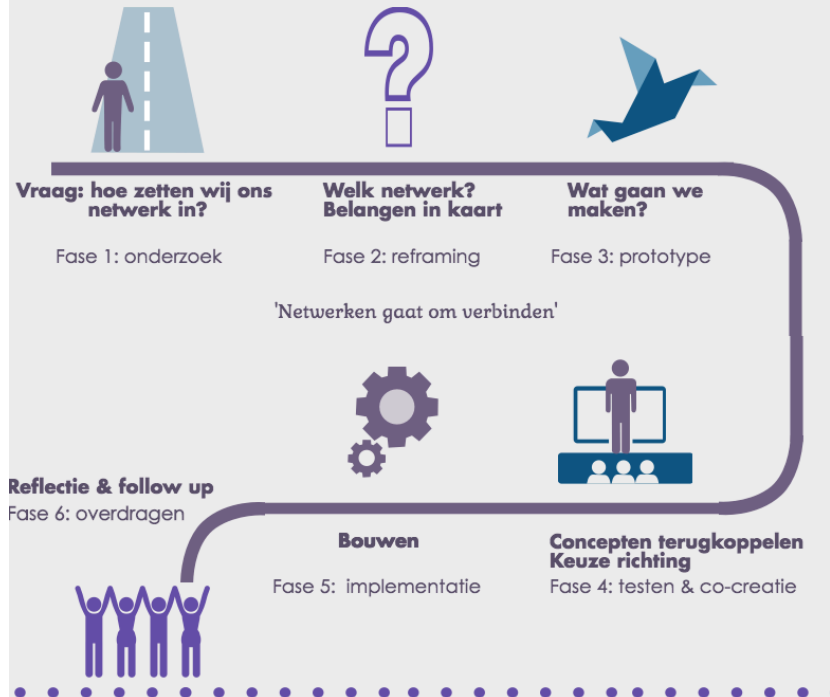 Vraag: hoe zetten wij ons
netwerk in?
Fase 1: onderzoek
Welk netwerk?
Belangen in kaart
Fase 2: reframing
Wat gaan we
maken?
Fase 3: prototype
'Netwerken gaat om verbinden'
Concepten terugkoppelen
Keuze richting
Fase 4: testen & co-creatie
Bouwen
Fase 5: implementatie
Reflectie & follow up
Fase 6: overdragen